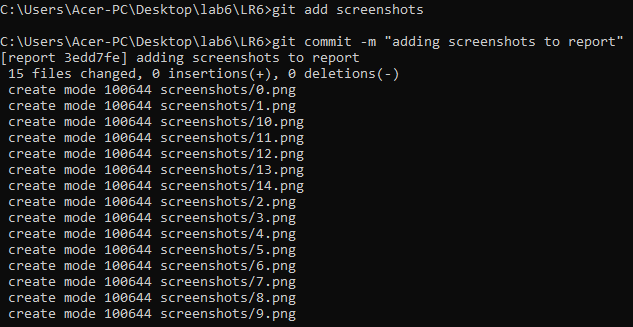 C:\Users\Acer-PC\Desktop\lab6\LR6>git add screenshots
C:\Users\Acer-PC\Desktop\lab6\LR6>git commit -m "adding screenshots to report"
[report 3edd7fe] adding screenshots to report
 15 files changed, 0 insertions(+), 0 deletions(-)
 create mode 100644 screenshots/0.png
 create mode 100644 screenshots/1.png
 create mode 100644 screenshots/10.png
 create mode 100644 screenshots/11.png
 create mode 100644 screenshots/12.png
 create mode 100644 screenshots/13.png
 create mode 100644 screenshots/14.png
 create mode 100644 screenshots/2.png
 create mode 100644 screenshots/3.png
 create mode 100644 screenshots/4.png
 create mode 100644 screenshots/5.png
 create mode 100644 screenshots/6.png
 create mode 100644 screenshots/7.png
 create mode 100644 screenshots/8.png
 create mode 100644 screenshots/9.png